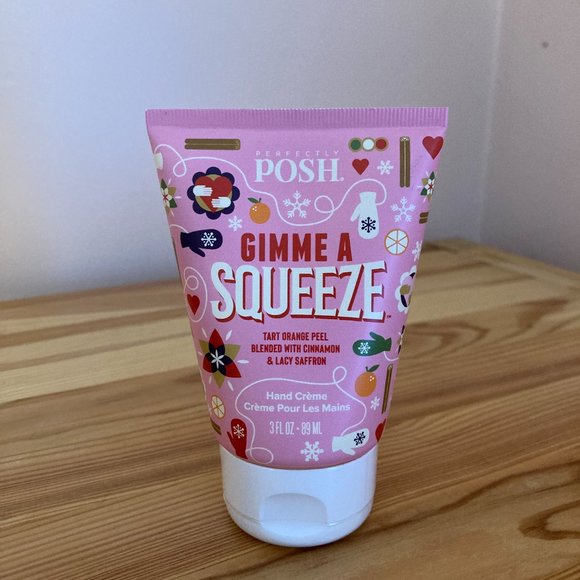 PERFECTLY
POSH®
GIMME A
SQUEEZE™
TART ORANGE PEEL
BLENDED WITH CINNAMON
& LACY SAFFRON
Hand Crème
Crème Pour Les Mains
3 FL OZ • 89 ML